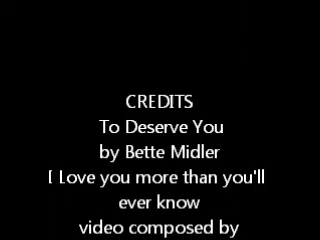 CREDITS
To Deserve You
by Bette Midler
I Love you more than you'll
ever know
video composed by